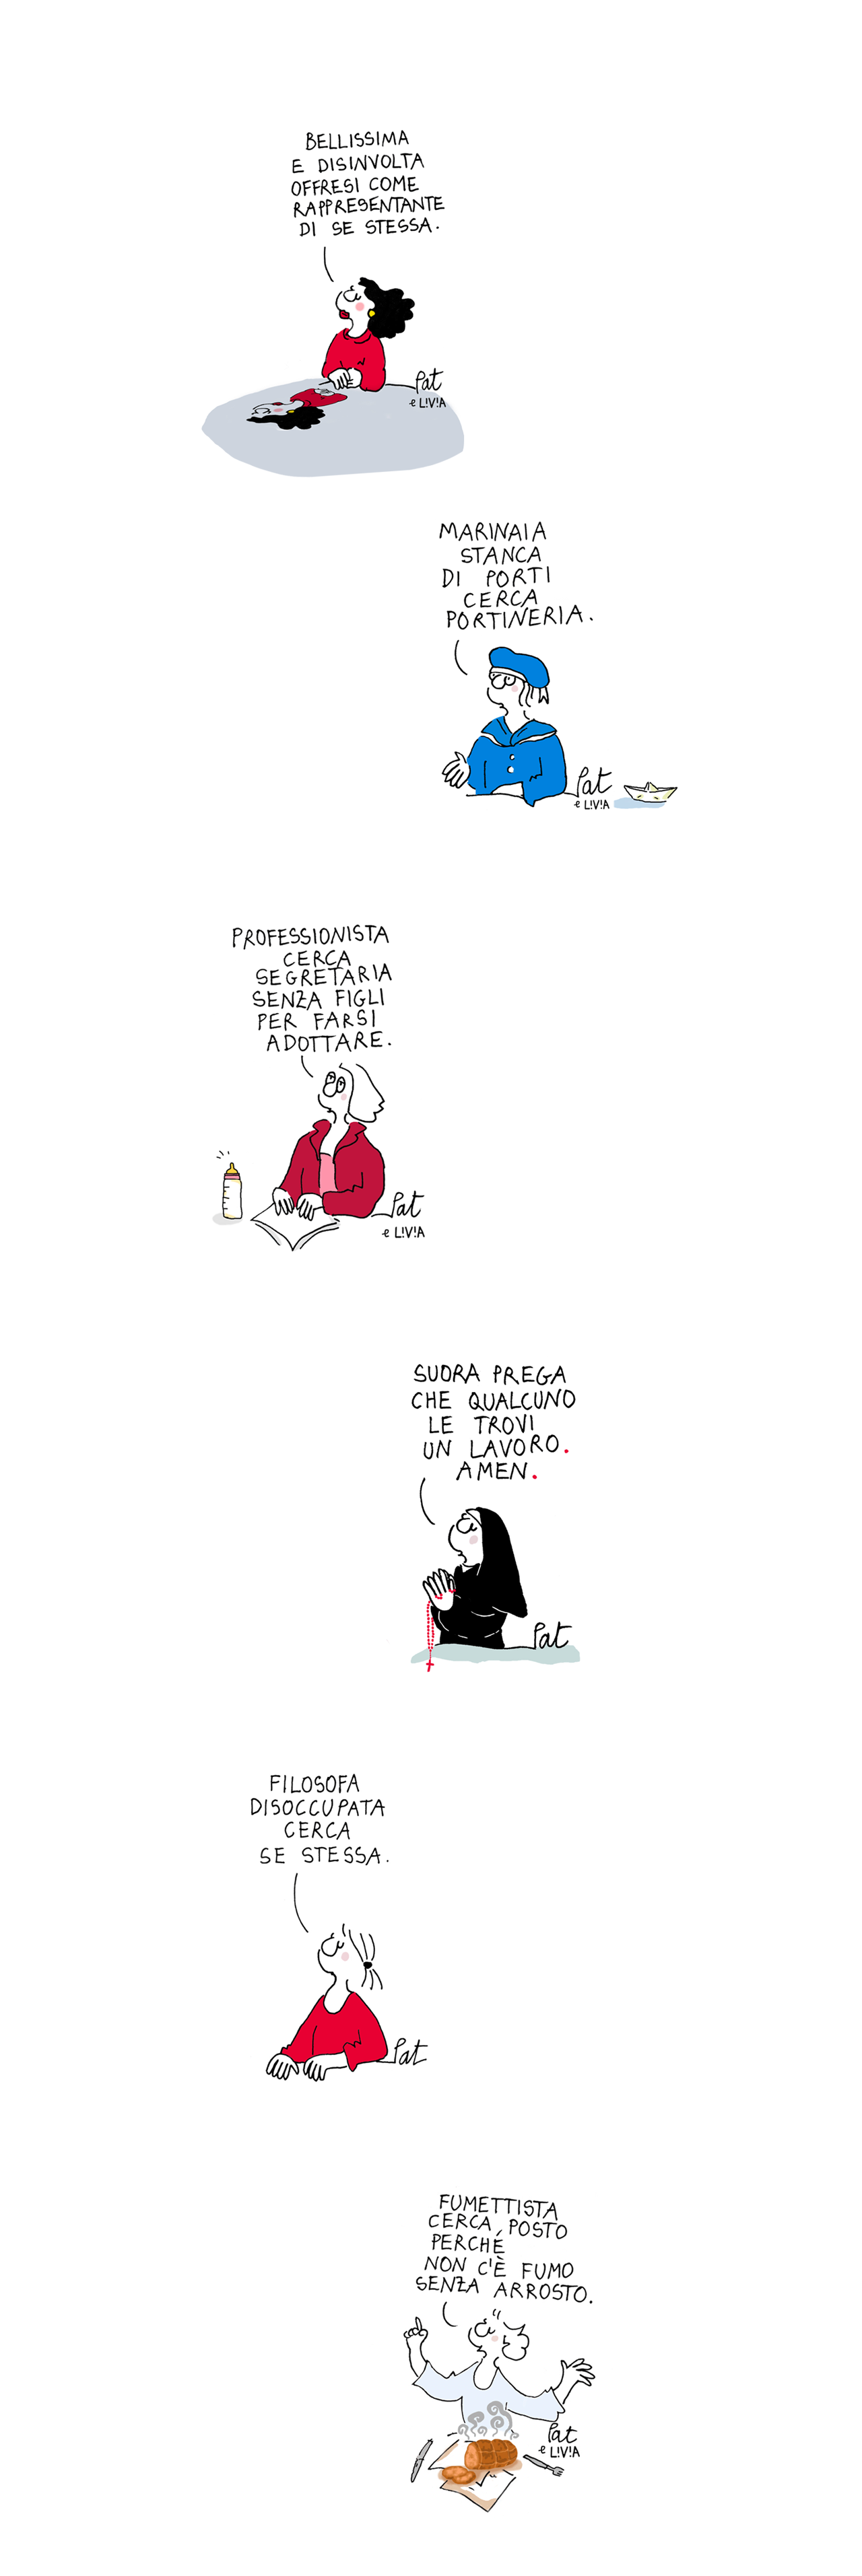 BELLISSIMA
E DISINVOLTA
OFFRESI COME
RAPPRESENTANTE
DI SE STESSA.
Pat
e L!V!A
MARINAIA
STANCA
DI PORTI
CERCA
PORTINERIA.
Pat
e L!V!A
PROFESSIONISTA
CERCA
SEGRETARIA
SENZA FIGLI
PER FARSI
ADOTTARE.
Pat
e L!V!A
SUORA PREGA
CHE QUALCUNO
LE TROVI
UN LAVORO.
AMEN.
Pat
FILOSOFA
DISOCCUPATA
CERCA
SE STESSA.
Pat
FUMETTISTA
CERCA POSTO
PERCHÉ
NON C'È FUMO
SENZA ARROSTO.
Pat
e L!V!A